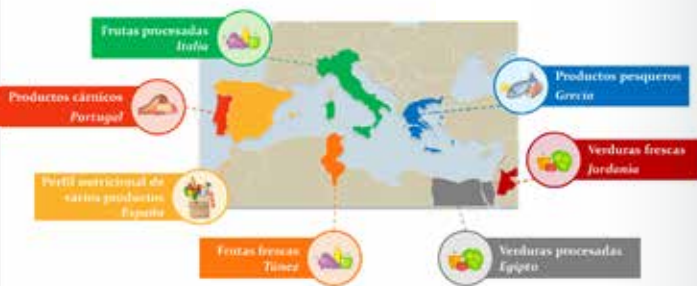 Frutas procesadas
Italia
Productos cárnicos
Portugal
Productos pesqueros
Grecia
Verduras frescas
Jordania
Perfil nutricional de
varios productos
España
Frutas frescas
Túnez
Verduras procesadas
Egipto